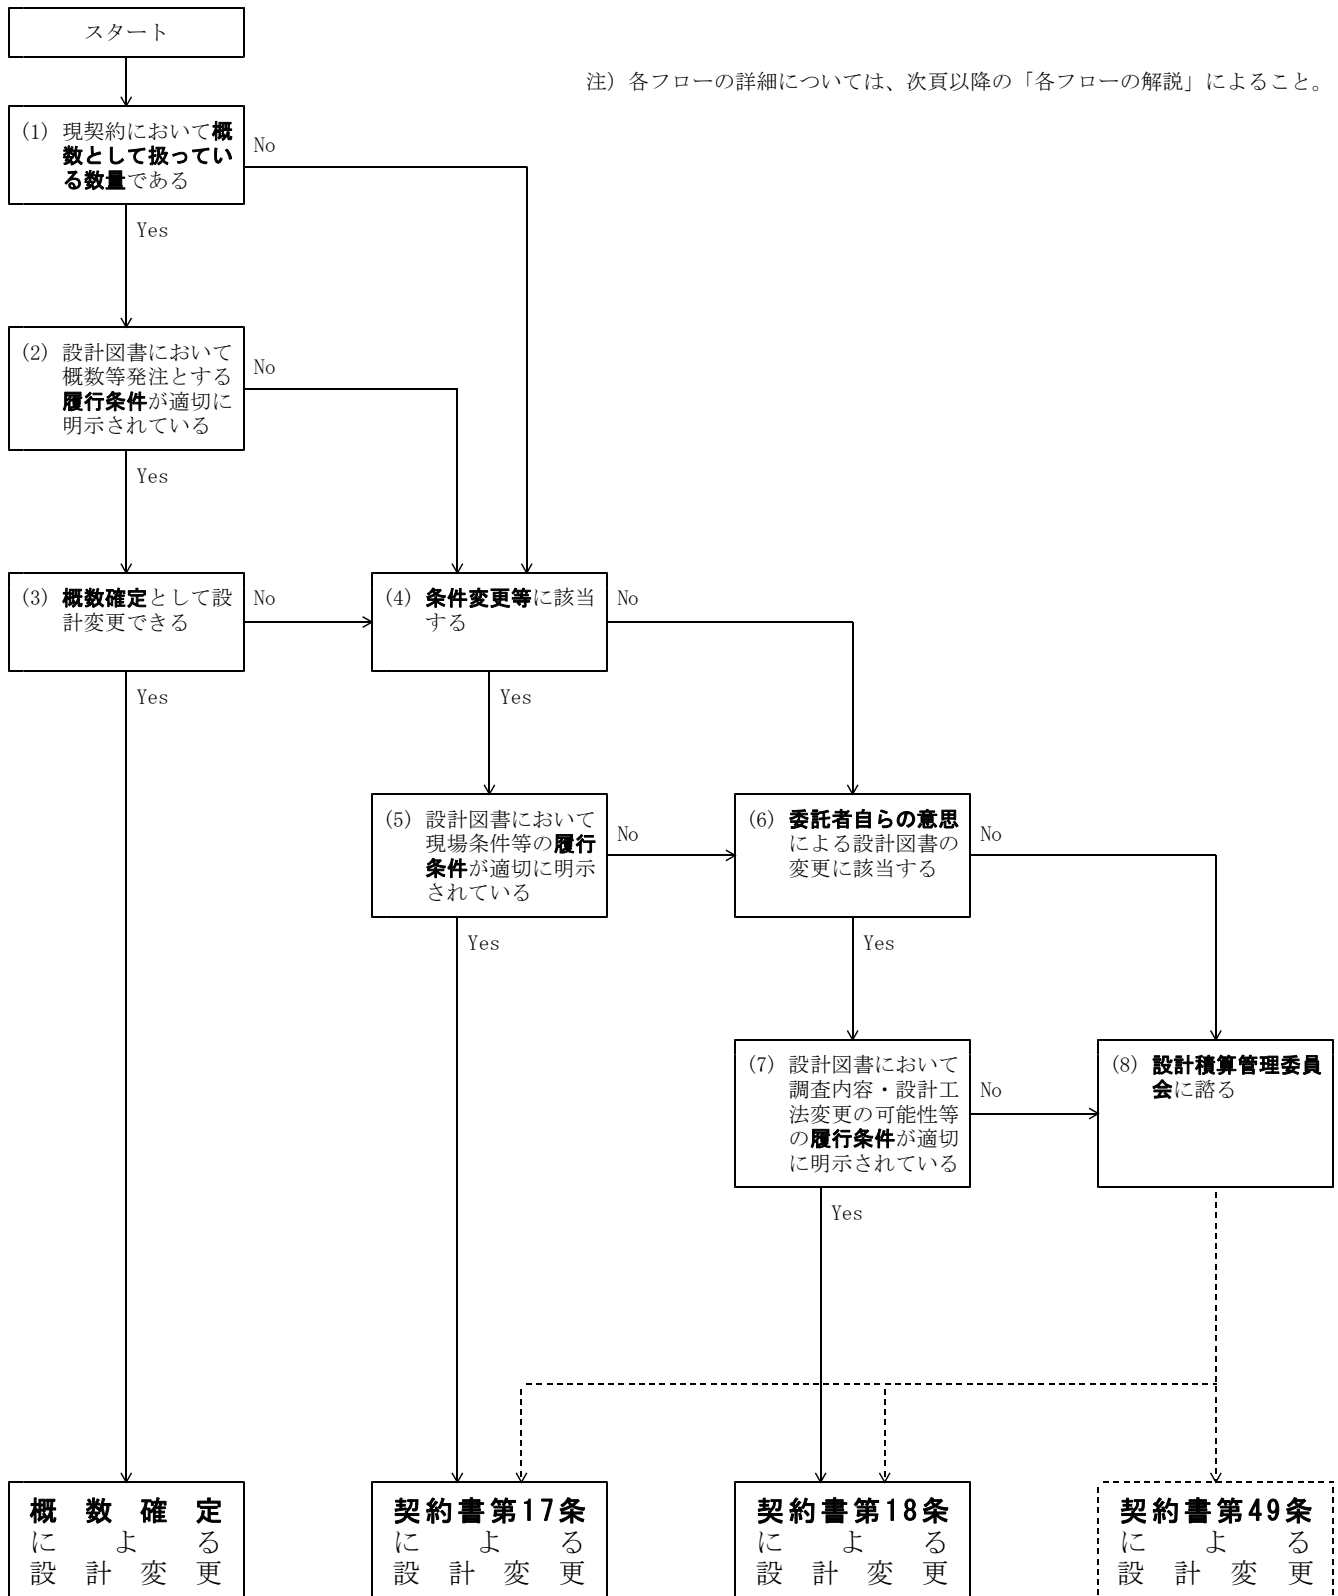 スタート
注）各フローの詳細については、次頁以降の「各フローの解説」によること。
(1) 現契約において概
数として扱ってい
る数量である
No
Yes
(2) 設計図書において
概数等発注とする
履行条件が適切に
明示されている
No
Yes
(3) 概数確定として設
計変更できる
No
Yes
(4) 条件変更等に該当
する
No
Yes
(5) 設計図書において
現場条件等の履行
条件が適切に明示
されている
No
Yes
(6) 委託者自らの意思
による設計図書の
変更に該当する
No
Yes
(7) 設計図書において
調査内容・設計工
法変更の可能性等
の履行条件が適切
に明示されている
No
Yes
(8) 設計積算管理委員
会に諮る
概数確定
による
設計変更
契約書第17条
による
設計変更
契約書第18条
による
設計変更
契約書第49条
による
設計変更